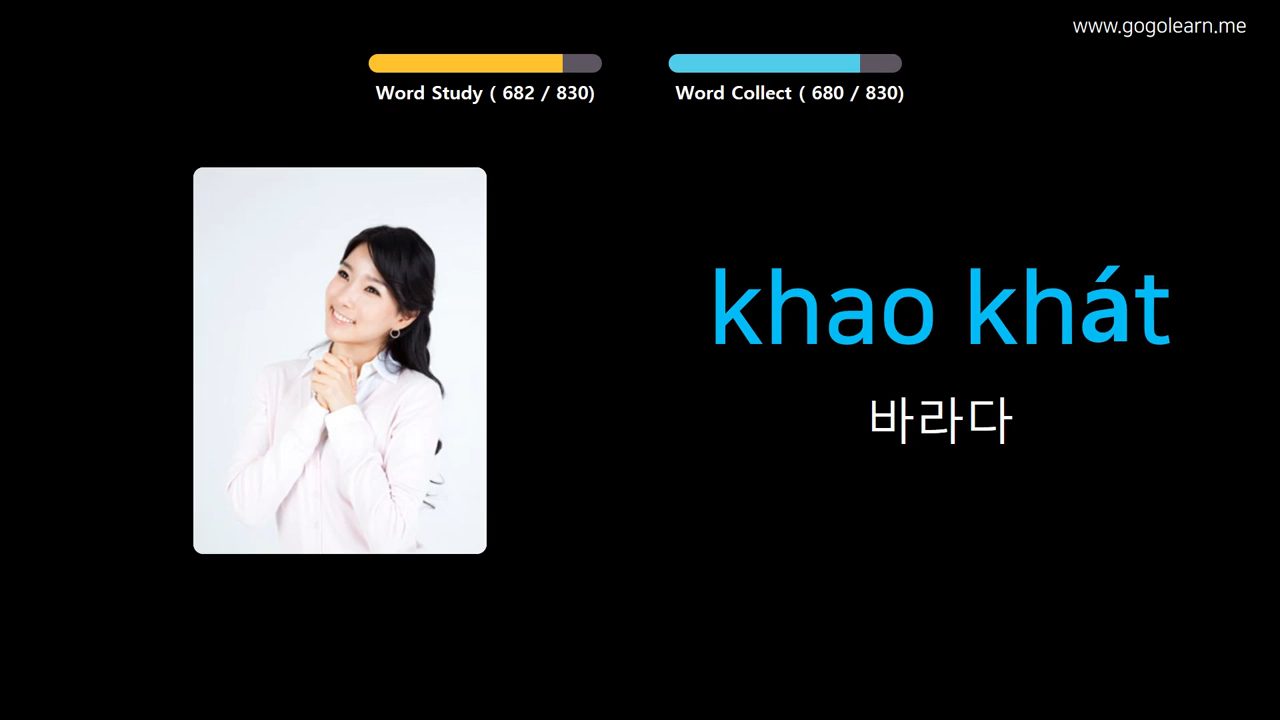 www.gogolearn.me
Word Study ( 682 / 830)
Word Collect ( 680 / 830)
khao khát
바라다